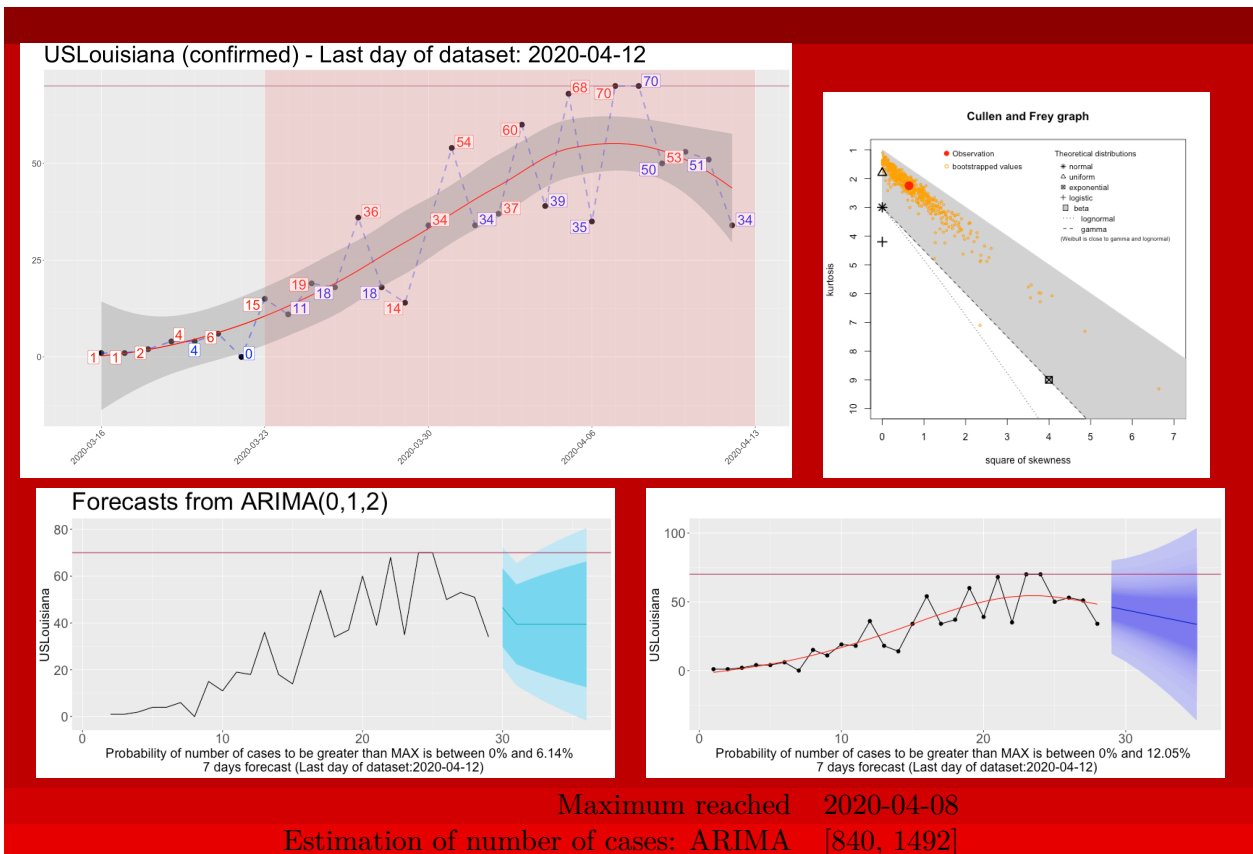 USLouisiana (confirmed) - Last day of dataset: 2020-04-12
50
25
0
1
1
2
4
4
6
0
15
11
19
18
36
18
14
34
54
34
37
60
39
68
35
70
70
50
53
51
34
2020-03-16
2020-03-23
2020-03-30
2020-04-06
2020-04-13
Cullen and Frey graph
Observation
bootstrapped values
Theoretical distributions
normal
uniform
exponential
logistic
beta
lognormal
gamma
(Weibull is close to gamma and lognormal)
kurtosis
1
2
3
4
5
6
7
8
9
10
0 1 2 3 4 5 6 7
square of skewness
Forecasts from ARIMA(0,1,2)
USLouisiana
80
60
40
20
0
0 10 20 30
Probability of number of cases to be greater than MAX is between 0% and 6.14%
7 days forecast (Last day of dataset:2020-04-12)
USLouisiana
100
50
0
0 10 20 30
Probability of number of cases to be greater than MAX is between 0% and 12.05%
7 days forecast (Last day of dataset:2020-04-12)
Maximum reached 2020-04-08
Estimation of number of cases: ARIMA [840, 1492]